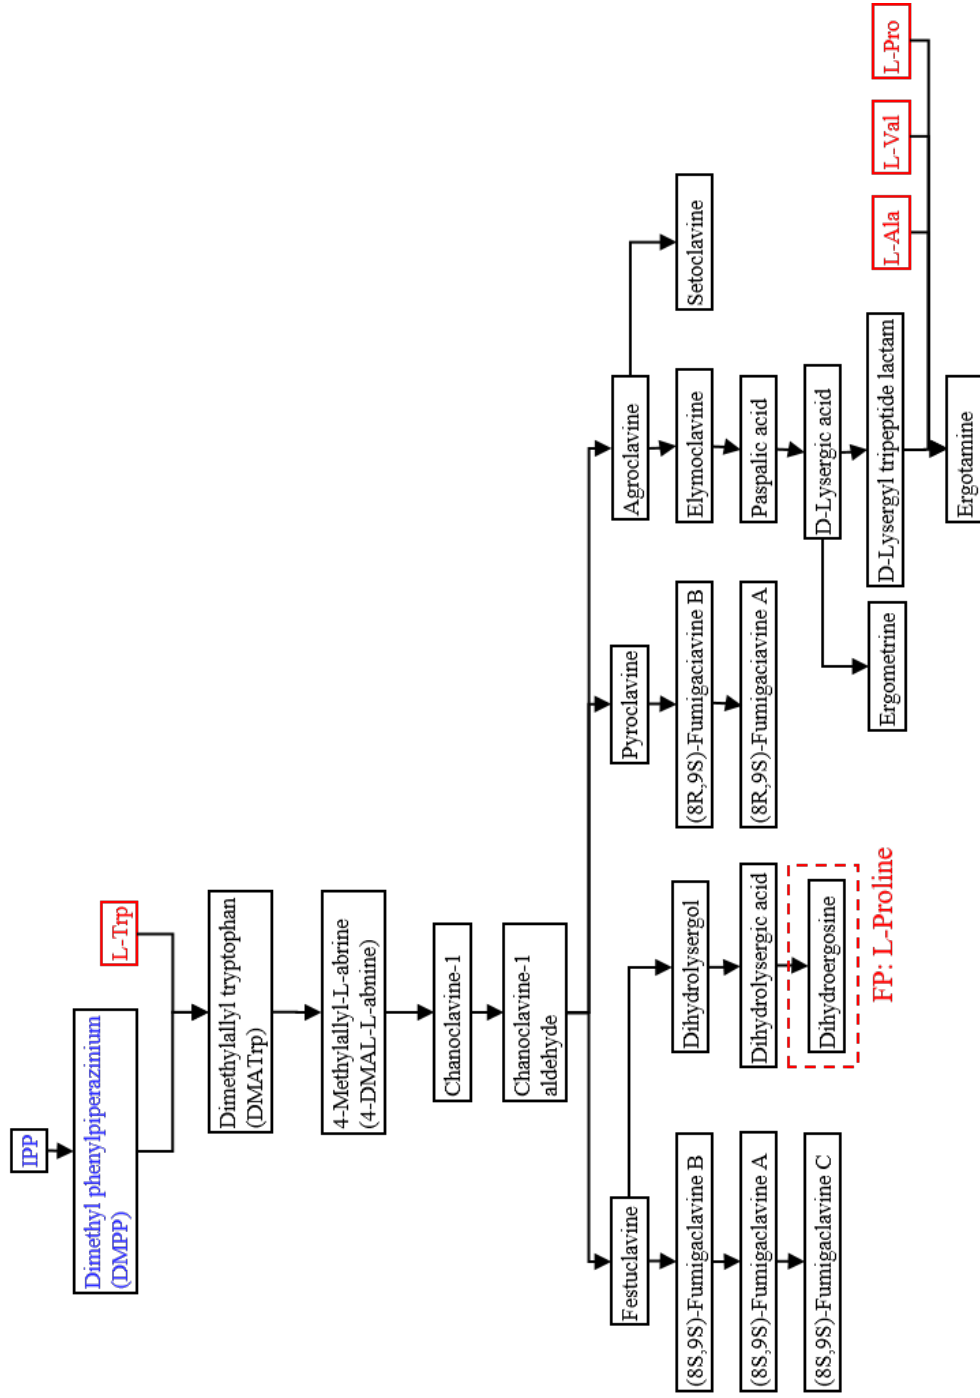 IPP
Dimethyl phenylpiperazinium
(DMPP)
L-Trp
Dimethylallyl tryptophan
(DMATrp)
4-Methylallyl-L-abrine
(4-DMAL-L-abnine)
Chanoclavine-1
Chanoclavine-1
aldehyde
Festuclavine
Pyroclavine
Agroclavine
(8S,9S)-Fumigaclavine B
Dihydrolysergol
(8R,9S)-Fumigaciavine B
Elymoclavine
Setoclavine
(8S,9S)-Fumigaclavine A
Dihydrolysergic acid
(8R,9S)-Fumigaciavine A
Paspalic acid
(8S,9S)-Fumigaclavine C
Dihydroergosine
D-Lysergic acid
FP: L-Proline
Ergometrine
D-Lysergyl tripeptide lactam
L-Ala
L-Val
L-Pro
Ergotamine